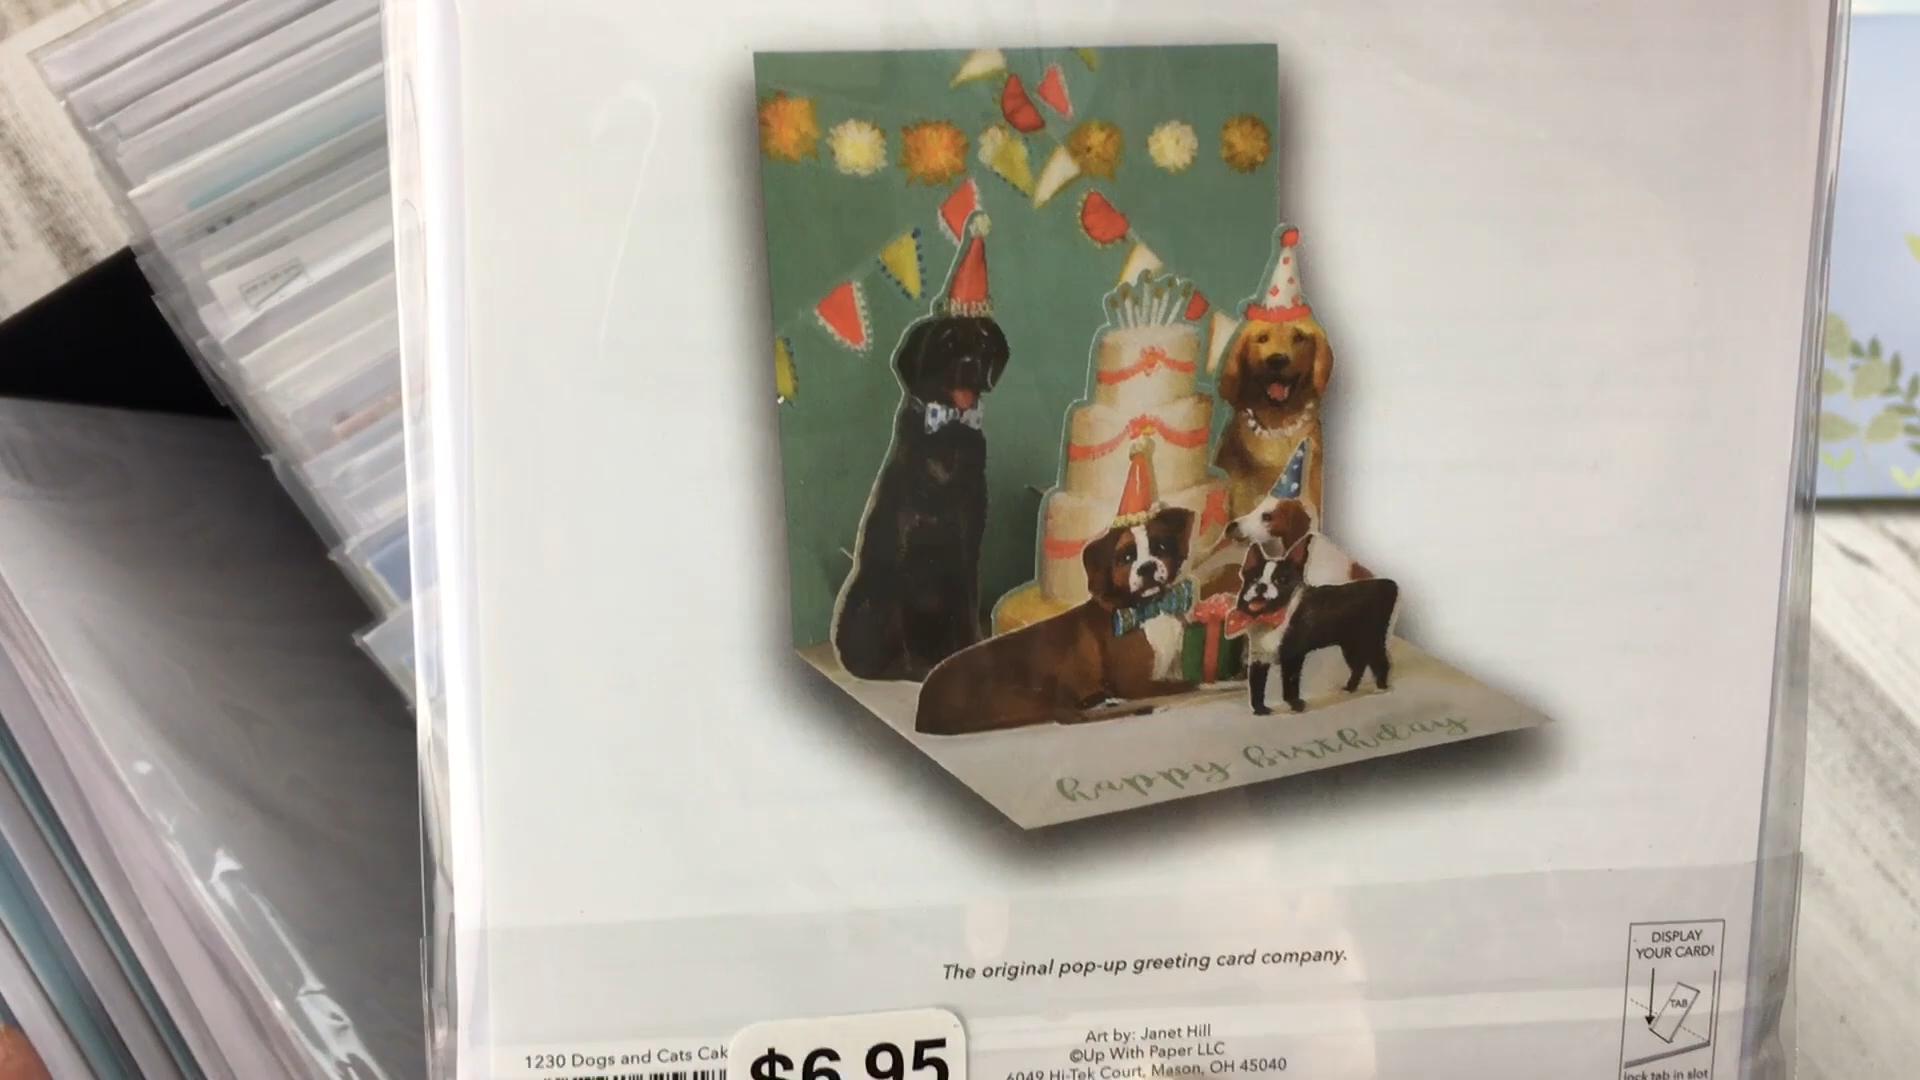 happy birthday
The original pop-up greeting card company.
DISPLAY
YOUR CARD!
TAB
lock tab in slot
Art by: Janet Hill
©Up With Paper LLC
6049 Hi-Tek Court, Mason, OH 45040
1230 Dogs and Cats Cak
$6.95